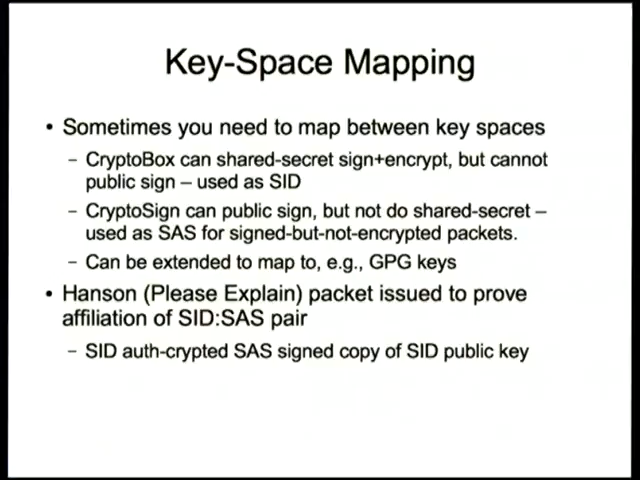 Key-Space Mapping
• Sometimes you need to map between key spaces
– CryptoBox can shared-secret sign+encrypt, but cannot
public sign – used as SID
– CryptoSign can public sign, but not do shared-secret –
used as SAS for signed-but-not-encrypted packets.
– Can be extended to map to, e.g., GPG keys
• Hanson (Please Explain) packet issued to prove
affiliation of SID:SAS pair
– SID auth-crypted SAS signed copy of SID public key